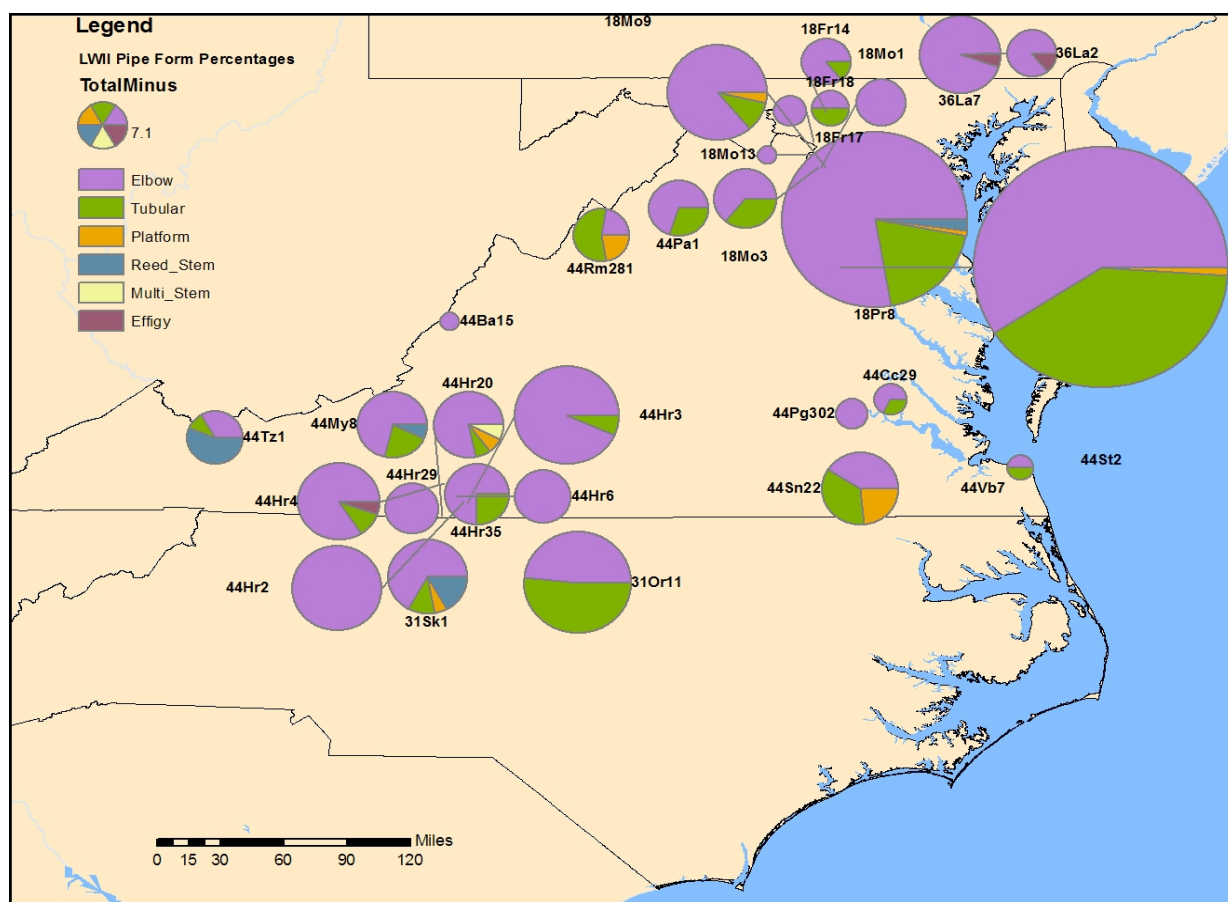 Legend
LWII Pipe Form Percentages
TotalMinus
7.1
Elbow
Tubular
Platform
Reed_Stem
Multi_Stem
Effigy
18Mo9
18Fr14
18Mo1
36La2
36La7
18Fr18
18Fr17
18Mo13
44Pa1
18Mo3
44Rm281
18Pr8
44Ba15
44Cc29
44Hr20
44My8
44Hr3
44Pg302
44Tz1
44St2
44Hr29
44Sn22
44Vb7
44Hr4
44Hr6
44Hr35
44Hr2
31Or11
31Sk1
Miles
0 15 30 60 90 120